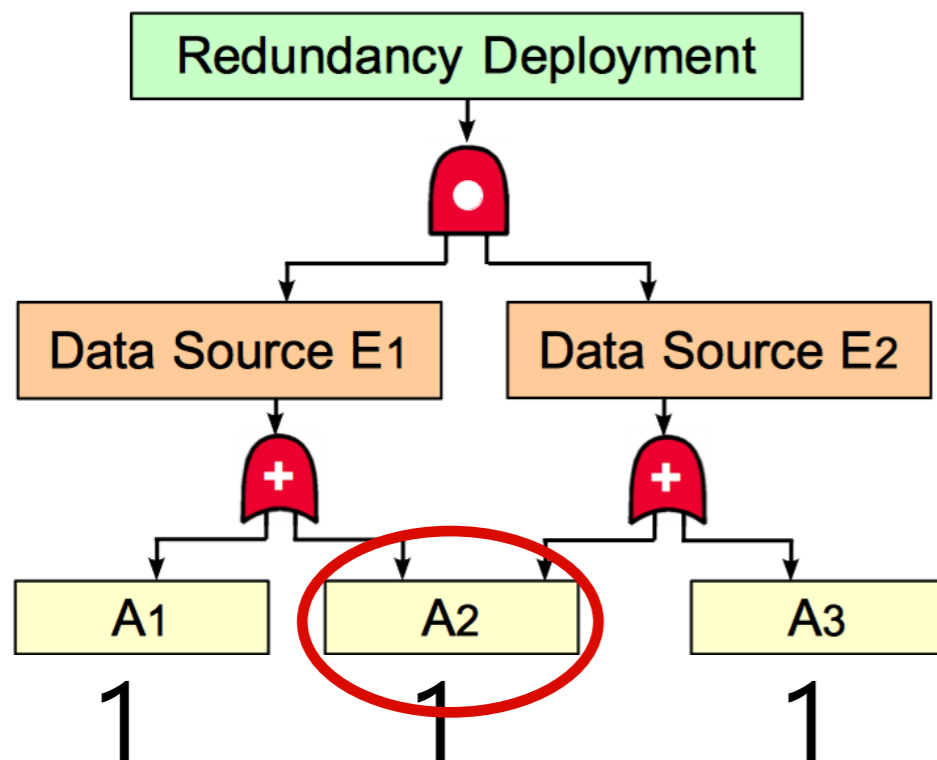 Redundancy Deployment
Data Source E1 Data Source E2
+ +
A1 A2 A3
1 1 1